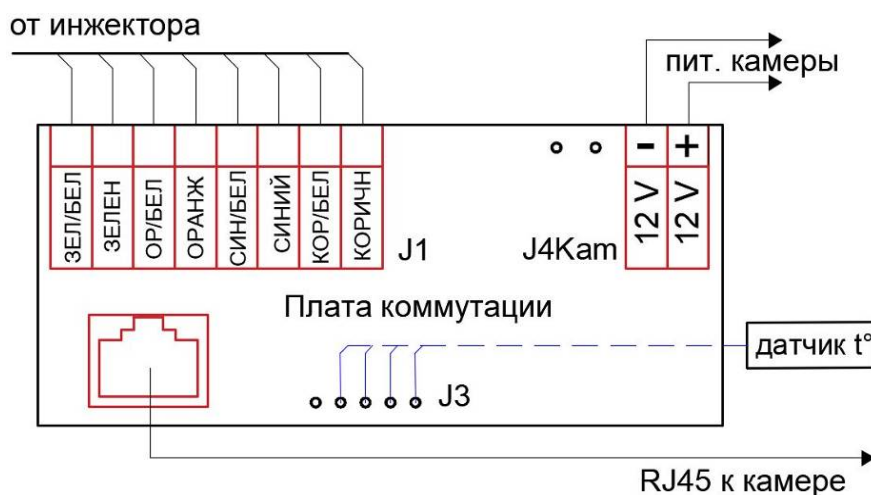 от инжектора
пит. камеры
- +
ЗЕЛ/БЕЛ
ЗЕЛЕН
ОР/БЕЛ
ОРАНЖ
СИН/БЕЛ
СИНИЙ
КОР/БЕЛ
КОРИЧН
J1
J4Kam
12 V
12 V
Плата коммутации
датчик t°
J3
RJ45 к камере